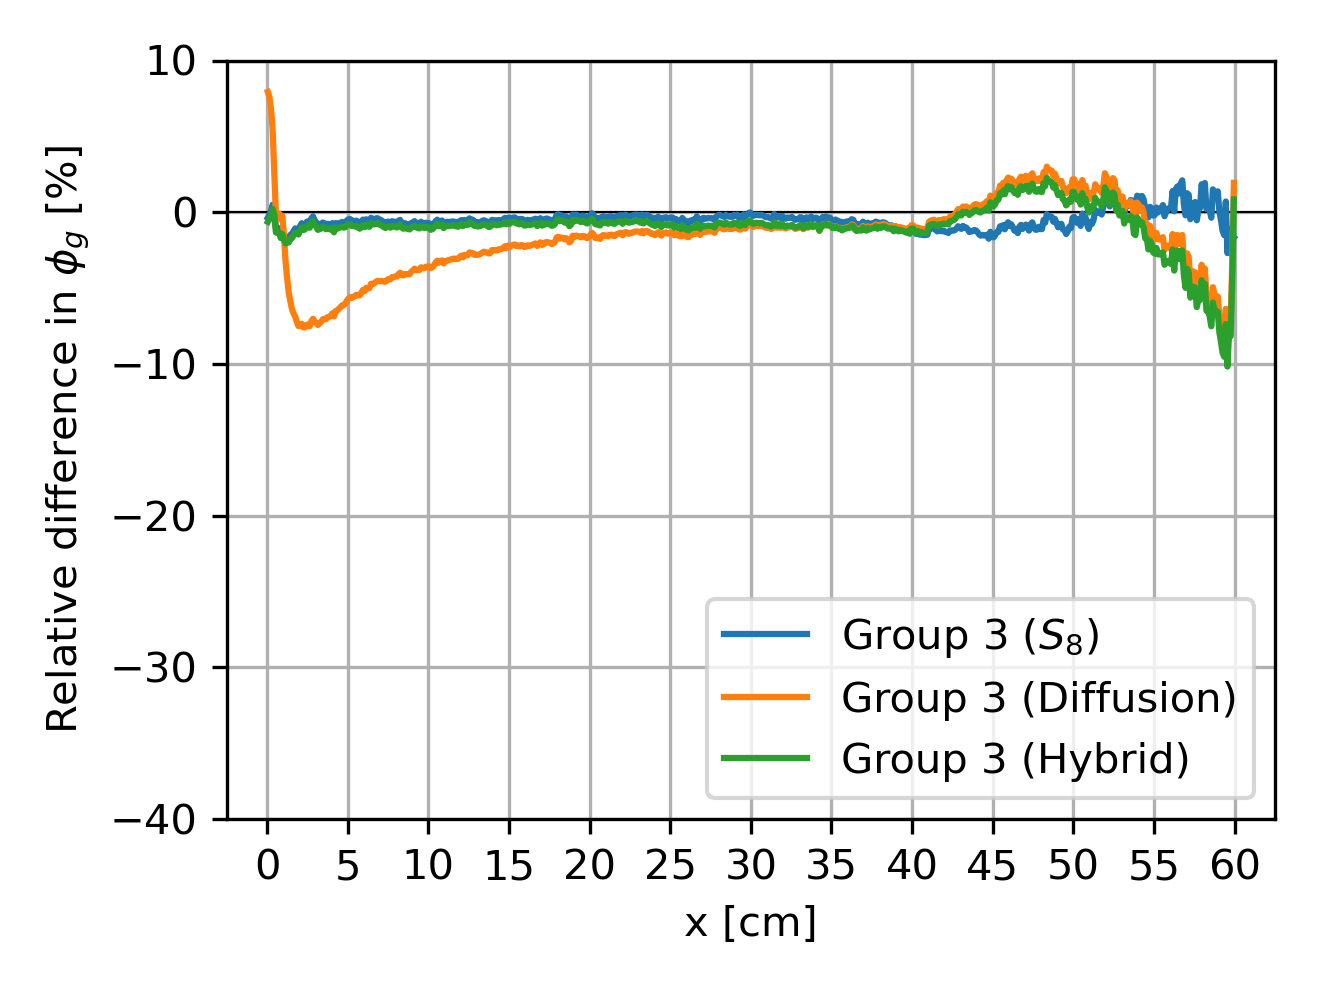 Relative difference in ϕg [%]
10
0
−10
−20
−30
−40
0 5 10 15 20 25 30 35 40 45 50 55 60
x [cm]
Group 3 (S8)
Group 3 (Diffusion)
Group 3 (Hybrid)